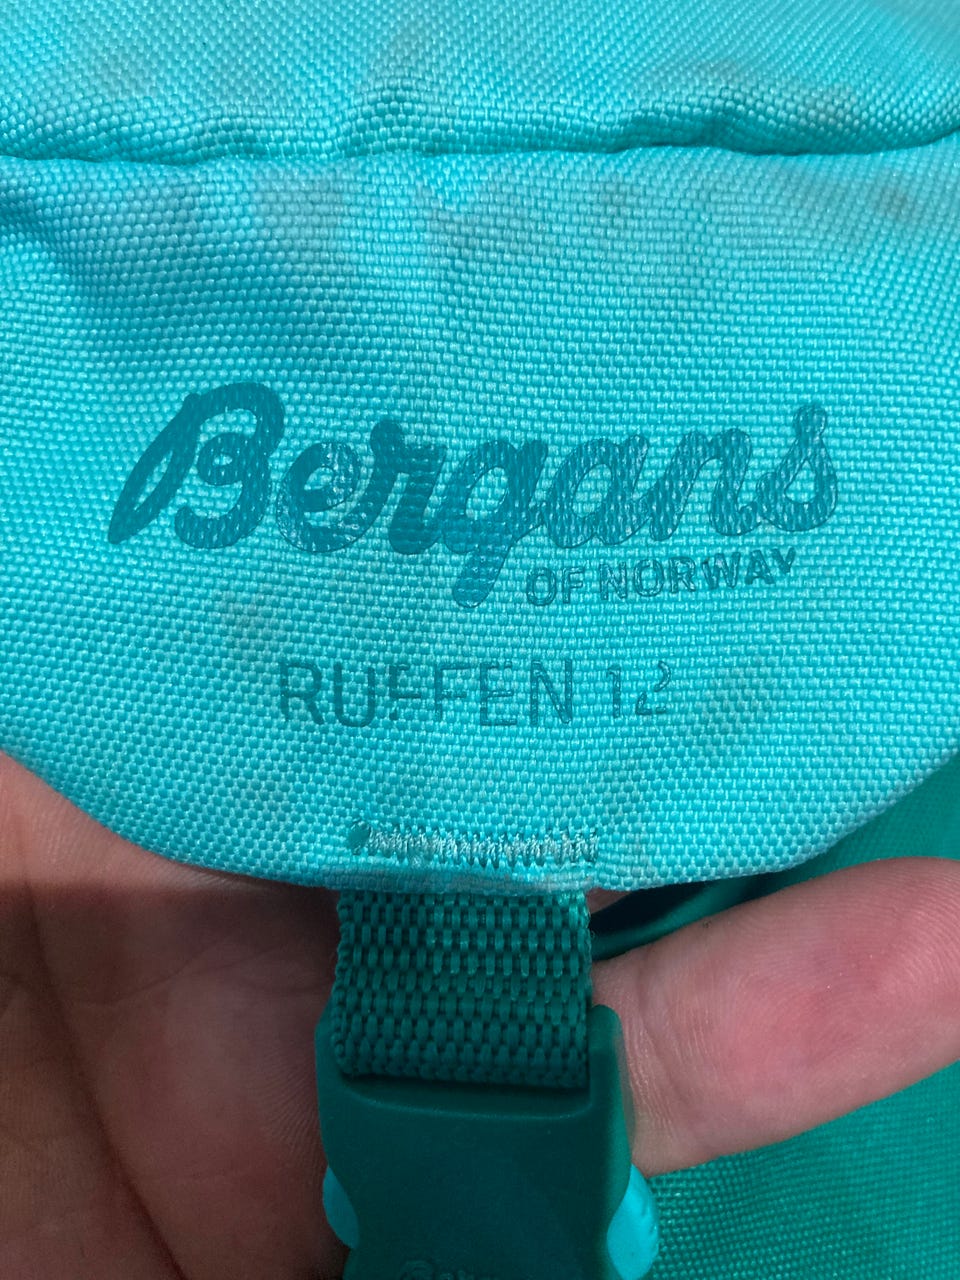 Bergans
OF NORWAY
RUFFEN 12